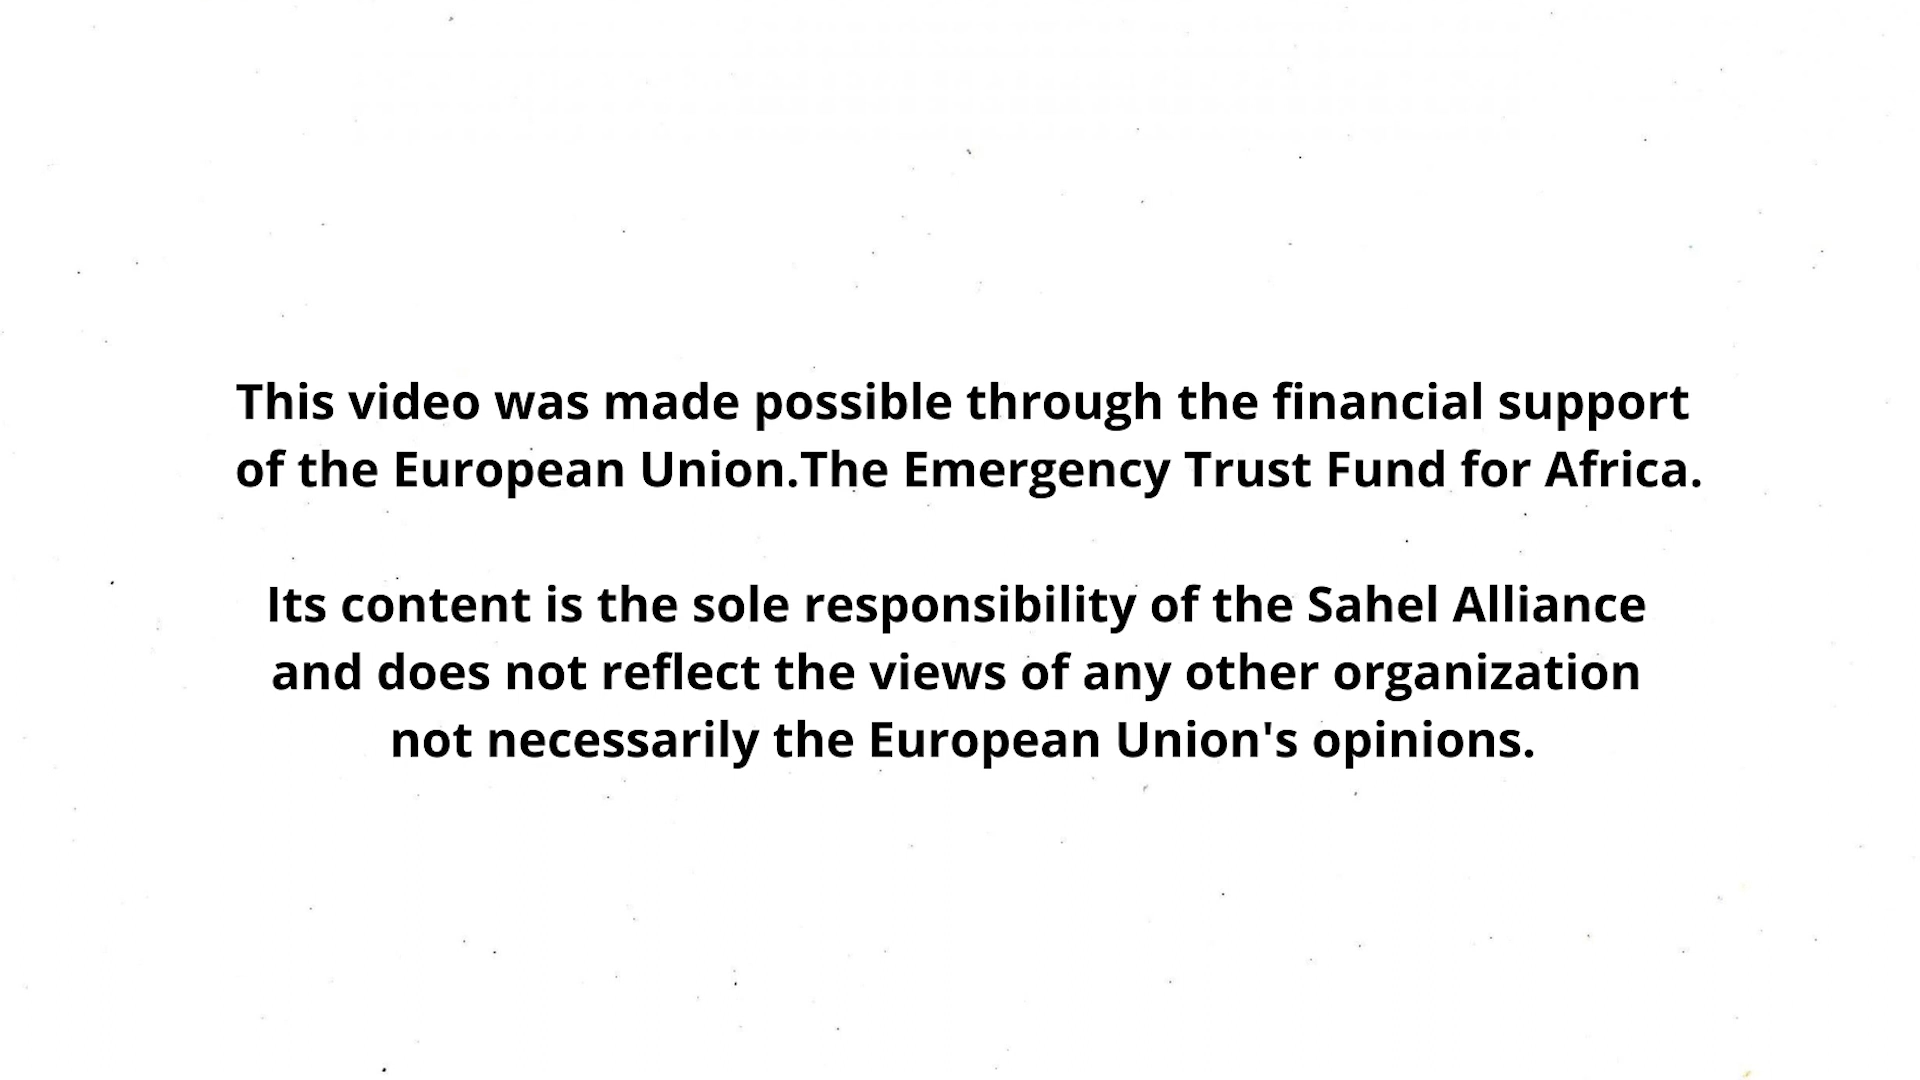 This video was made possible through the financial support
of the European Union.The Emergency Trust Fund for Africa.
Its content is the sole responsibility of the Sahel Alliance
and does not reflect the views of any other organization
not necessarily the European Union's opinions.